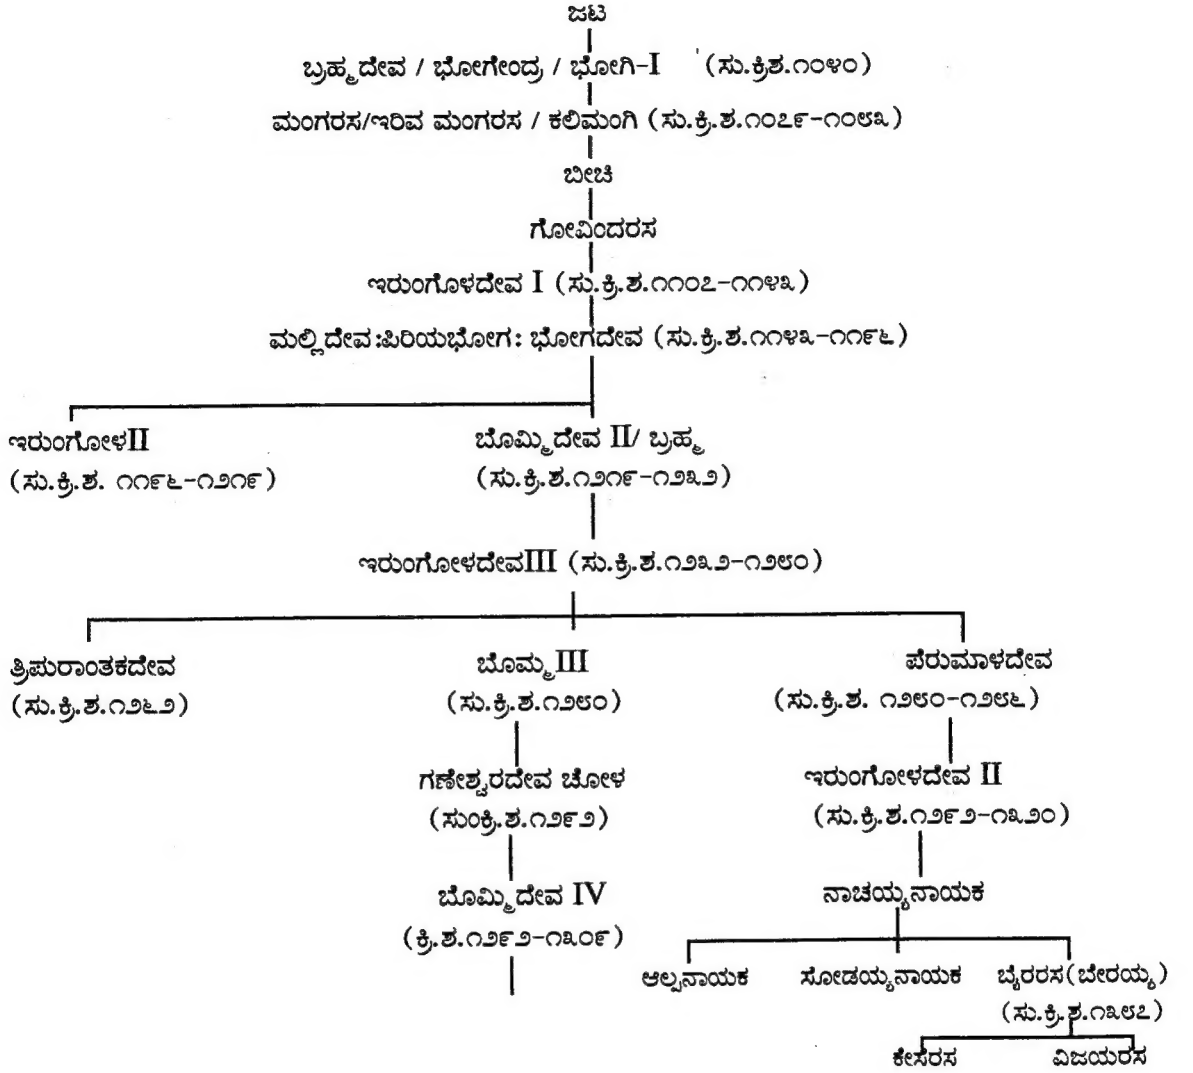 ಜಟ
ಬ್ರಹ್ಮದೇವ / ಭೋಗೇಂದ್ರ / ಭೋಗಿ-I (ಸು.ಕ್ರಿಶ.೧೦೪೦)
ಮಂಗರಸ/ಇರಿವ ಮಂಗರಸ / ಕಲಿಮಂಗಿ (ಸು.ಕ್ರಿ.ಶ.೧೦೭೯-೧೦೮೩)
ಬೀಚಿ
ಗೋವಿಂದರಸ
ಇರುಂಗೊಳದೇವ I (ಸು.ಕ್ರಿ.ಶ.೧೧೦೭-೧೧೪೩)
ಮಲ್ಲಿದೇವ:ಪಿರಿಯಭೋಗ: ಭೋಗದೇವ (ಸು.ಕ್ರಿ.ಶ.೧೧೪೩-೧೧೯೬)
ಇರುಂಗೋಳII ಬೊಮ್ಮಿದೇವ II/ ಬ್ರಹ್ಮ
(ಸು.ಕ್ರಿ.ಶ. ೧೧೯೬-೧೨೧೯) (ಸು.ಕ್ರಿ.ಶ.೧೨೧೯-೧೨೩೨)
ಇರುಂಗೋಳದೇವIII (ಸು.ಕ್ರಿ.ಶ.೧೨೩೨-೧೨೮೦)
ತ್ರಿಪುರಾಂತಕದೇವ ಬೊಮ್ಮ III ಪೆರುಮಾಳದೇವ
(ಸು.ಕ್ರಿ.ಶ.೧೨೬೨) (ಸು.ಕ್ರಿ.ಶ.೧೨೮೦) (ಸು.ಕ್ರಿ.ಶ. ೧೨೮೦-೧೨೮೬)
ಗಣೇಶ್ವರದೇವ ಚೋಳ ಇರುಂಗೋಳದೇವ II
(ಸುಂಕ್ರಿ.ಶ.೧೨೯೨) (ಸು.ಕ್ರಿ.ಶ.೧೨೯೨-೧೩೨೦)
ಬೊಮ್ಮಿದೇವ IV ನಾಚಯ್ಯನಾಯಕ
(ಕ್ರಿ.ಶ.೧೨೯೨-೧೩೦೯)
ಆಲ್ಪನಾಯಕ ಸೋಡಯ್ಯನಾಯಕ ಬೈರರಸ(ಬೇರಯ್ಯ)
(ಸು.ಕ್ರಿ.ಶ.೧೩೮೭)
ಕೇಸರಸ ವಿಜಯರಸ